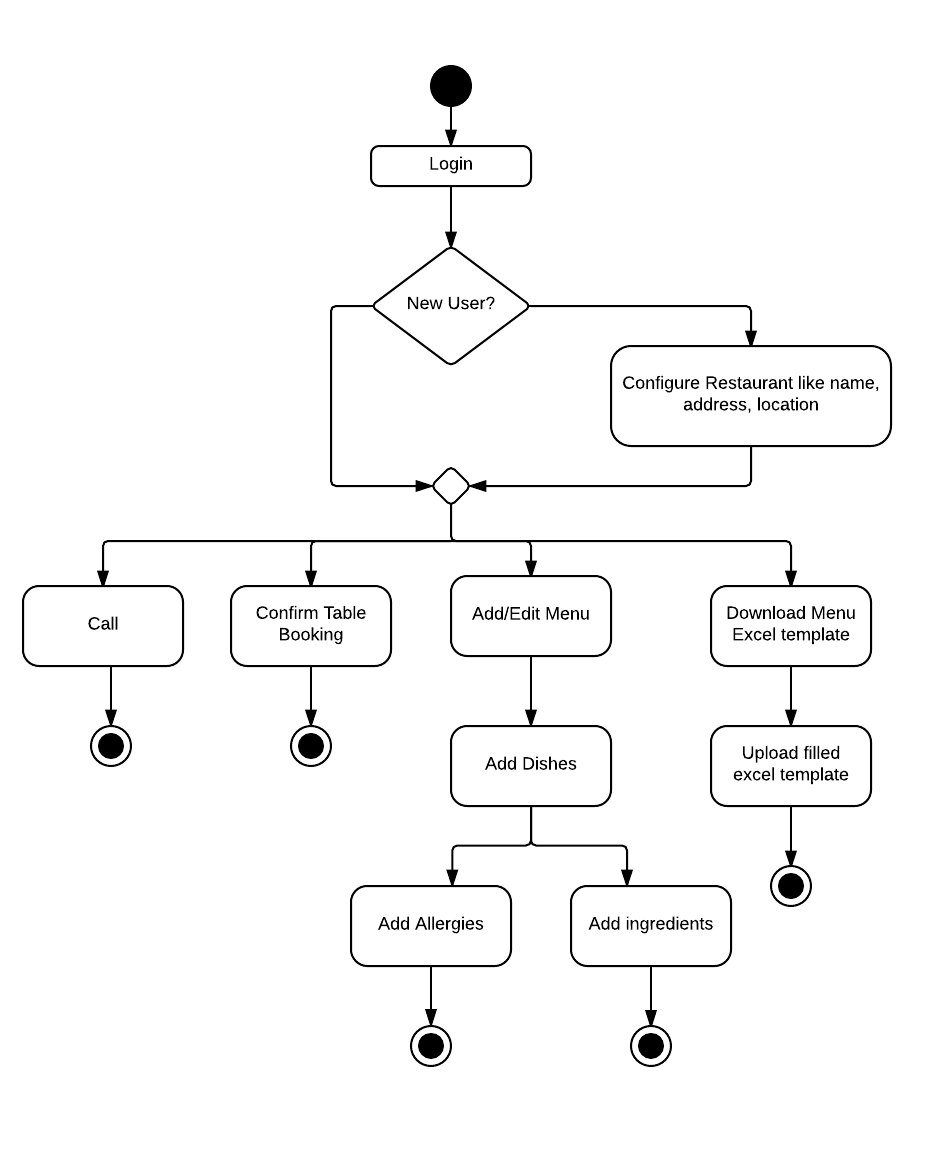 Login
New User?
Configure Restaurant like name,
address, location
Call
Confirm Table
Booking
Add/Edit Menu
Download Menu
Excel template
Add Dishes
Upload filled
excel template
Add Allergies
Add ingredients